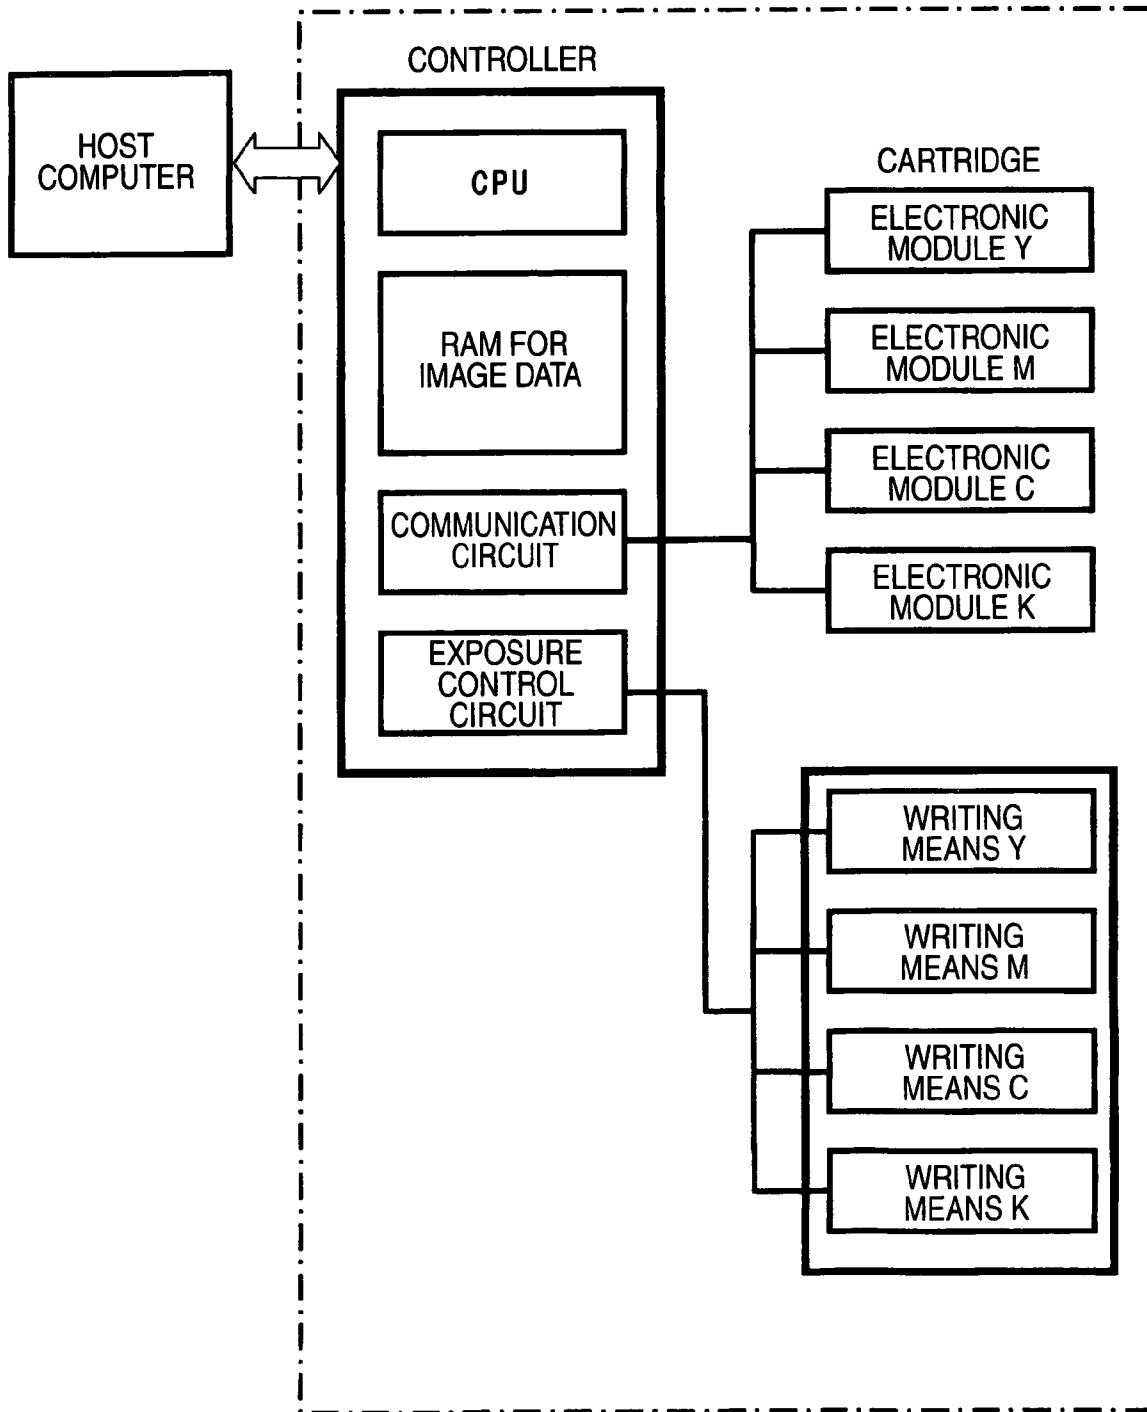 CONTROLLER
HOST
COMPUTER
CPU
RAM FOR
IMAGE DATA
COMMUNICATION
CIRCUIT
EXPOSURE
CONTROL
CIRCUIT
CARTRIDGE
ELECTRONIC
MODULE Y
ELECTRONIC
MODULE M
ELECTRONIC
MODULE C
ELECTRONIC
MODULE K
WRITING
MEANS Y
WRITING
MEANS M
WRITING
MEANS C
WRITING
MEANS K